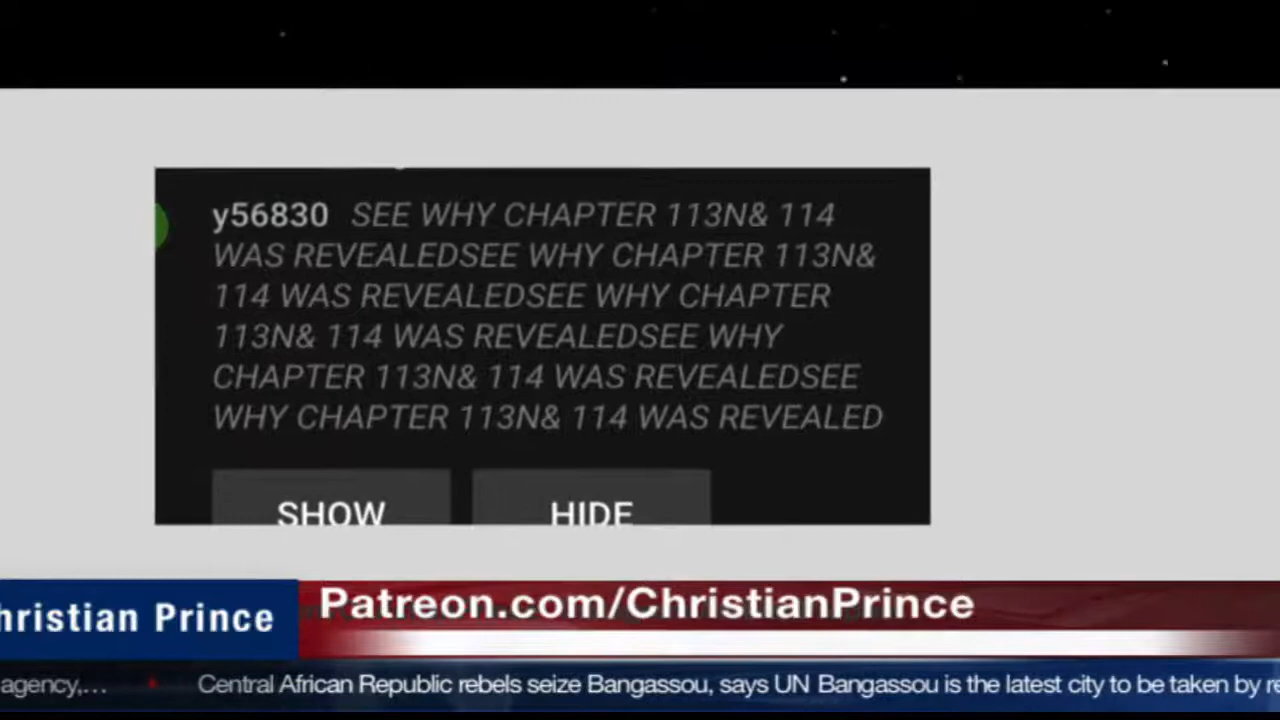 y56830 SEE WHY CHAPTER 113N& 114
WAS REVEALEDSEE WHY CHAPTER 113N&
114 WAS REVEALEDSEE WHY CHAPTER
113N& 114 WAS REVEALEDSEE WHY
CHAPTER 113N& 114 WAS REVEALEDSEE
WHY CHAPTER 113N& 114 WAS REVEALED
SHOW HIDE
hristian Prince Patreon.com/ChristianPrince
agency,... Central African Republic rebels seize Bangassou, says UN Bangassou is the latest city to be taken by re